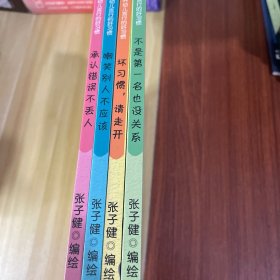 承认错误不丢人
张子健◎编绘
嘲笑别人不应该
张子健◎编绘
坏习惯，请走开
张子健◎编绘
不是第一名也没关系
张子健◎编绘